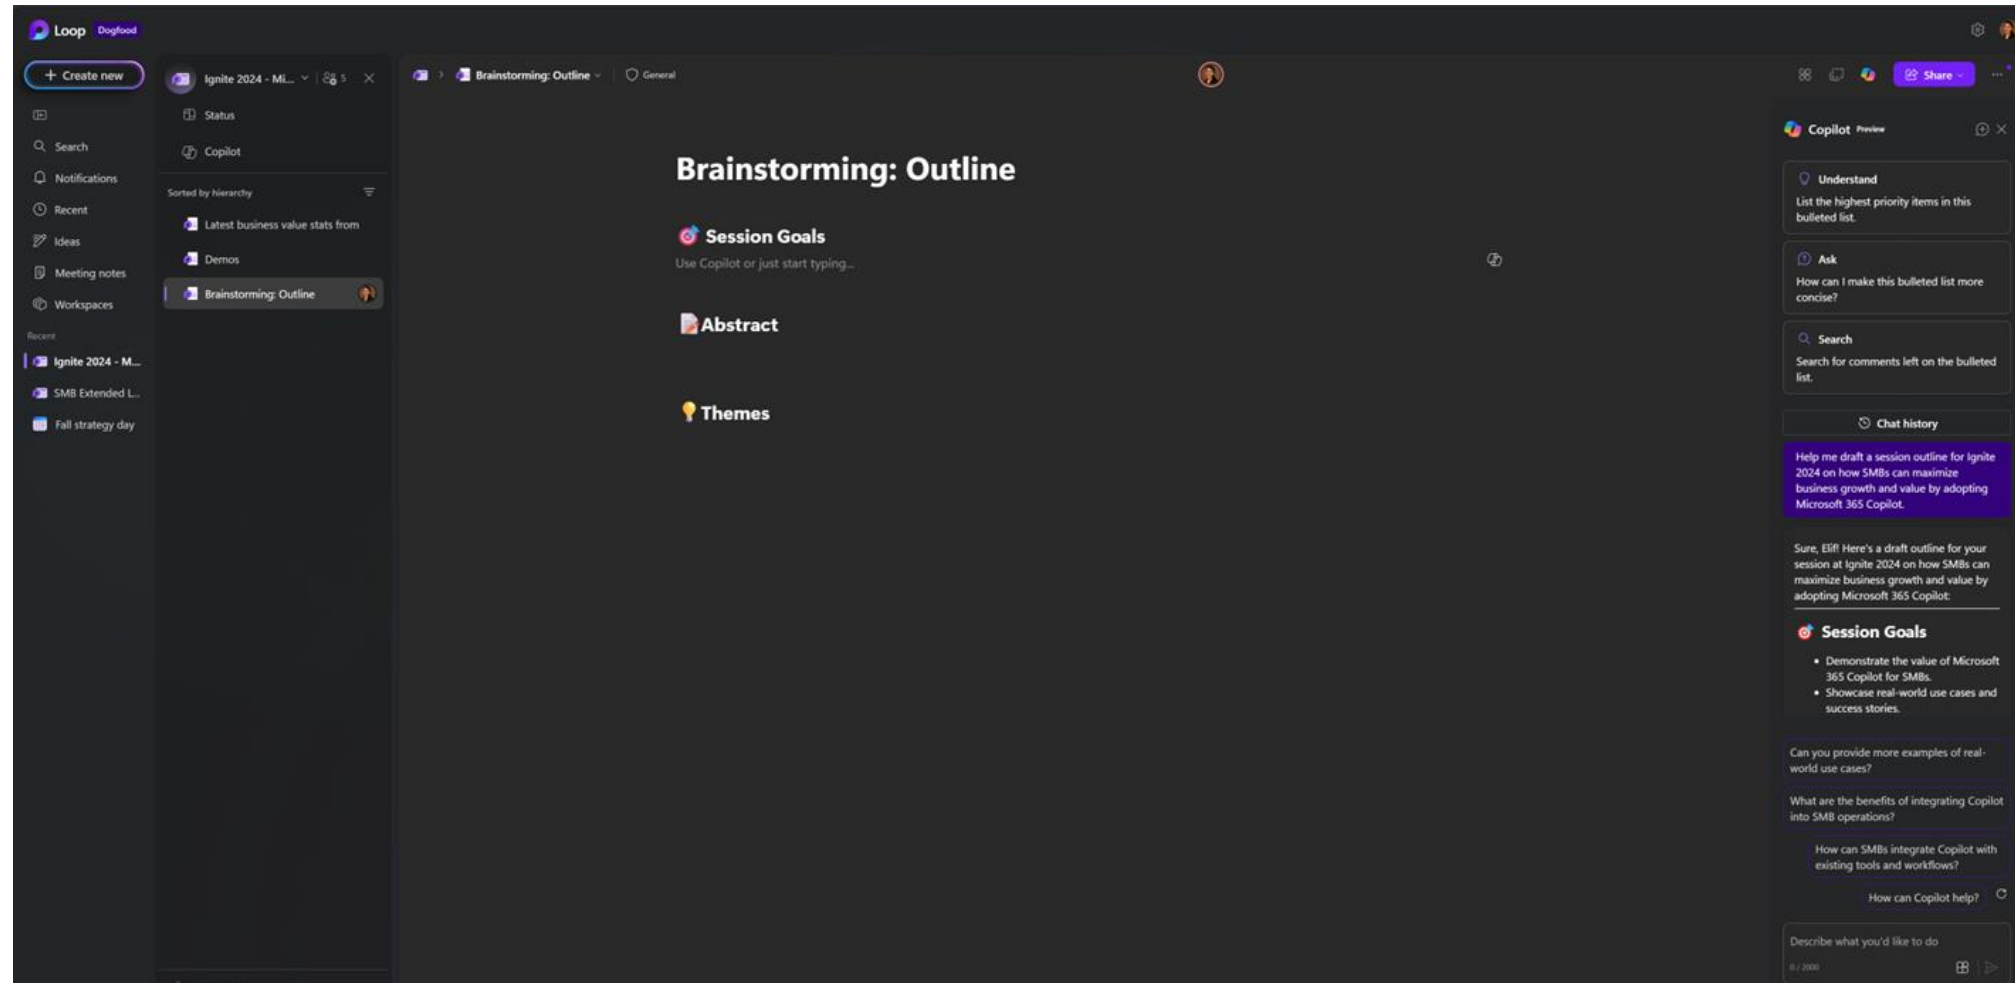 Loop Dogfood
+ Create new
Search
Notifications
Recent
Ideas
Meeting notes
Workspaces
Recent
Ignite 2024 - M...
SMB Extended L...
Fall strategy day
Ignite 2024 - Mi... 5
Status
Copilot
Sorted by hierarchy
Latest business value stats from
Demos
Brainstorming: Outline
Brainstorming: Outline General
Share
Brainstorming: Outline
Session Goals
Use Copilot or just start typing...
Abstract
Themes
Copilot Preview
Understand
List the highest priority items in this
bulleted list.
Ask
How can I make this bulleted list more
concise?
Search
Search for comments left on the bulleted
list.
Chat history
Help me draft a session outline for Ignite
2024 on how SMBs can maximize
business growth and value by adopting
Microsoft 365 Copilot.
Sure, Elif! Here's a draft outline for your
session at Ignite 2024 on how SMBs can
maximize business growth and value by
adopting Microsoft 365 Copilot:
Session Goals
• Demonstrate the value of Microsoft
365 Copilot for SMBs.
• Showcase real-world use cases and
success stories.
Can you provide more examples of real-
world use cases?
What are the benefits of integrating Copilot
into SMB operations?
How can SMBs integrate Copilot with
existing tools and workflows?
How can Copilot help?
Describe what you'd like to do
0 / 2000